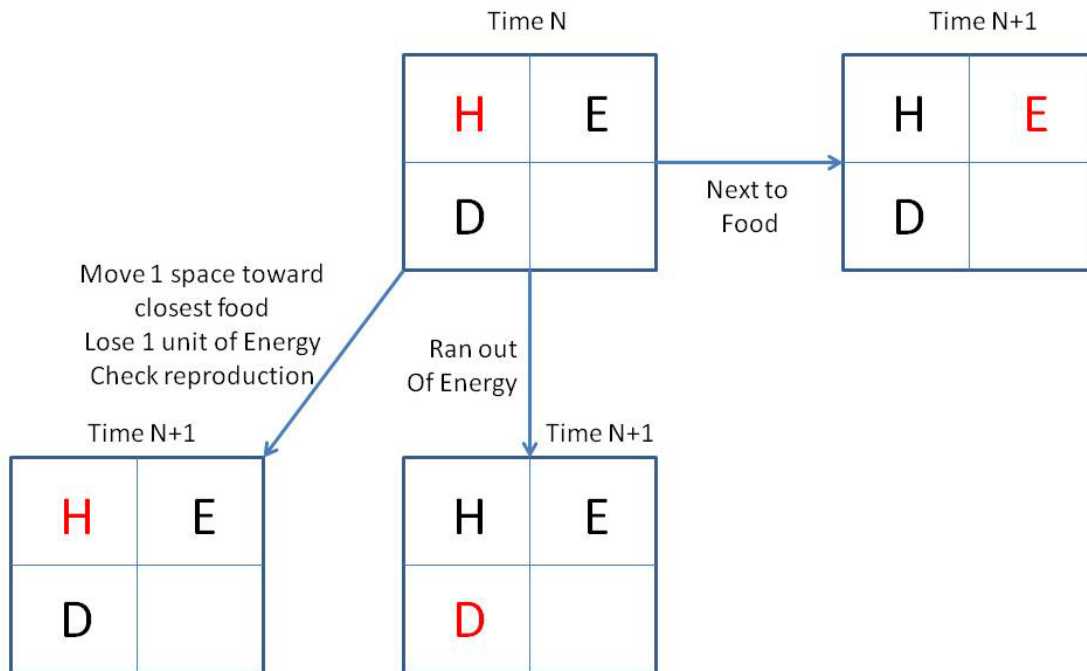 Time N
Time N+1
H E
D
H E
D
Next to
Food
Move 1 space toward
closest food
Lose 1 unit of Energy
Check reproduction
Ran out
Of Energy
Time N+1
Time N+1
H E
D
H E
D